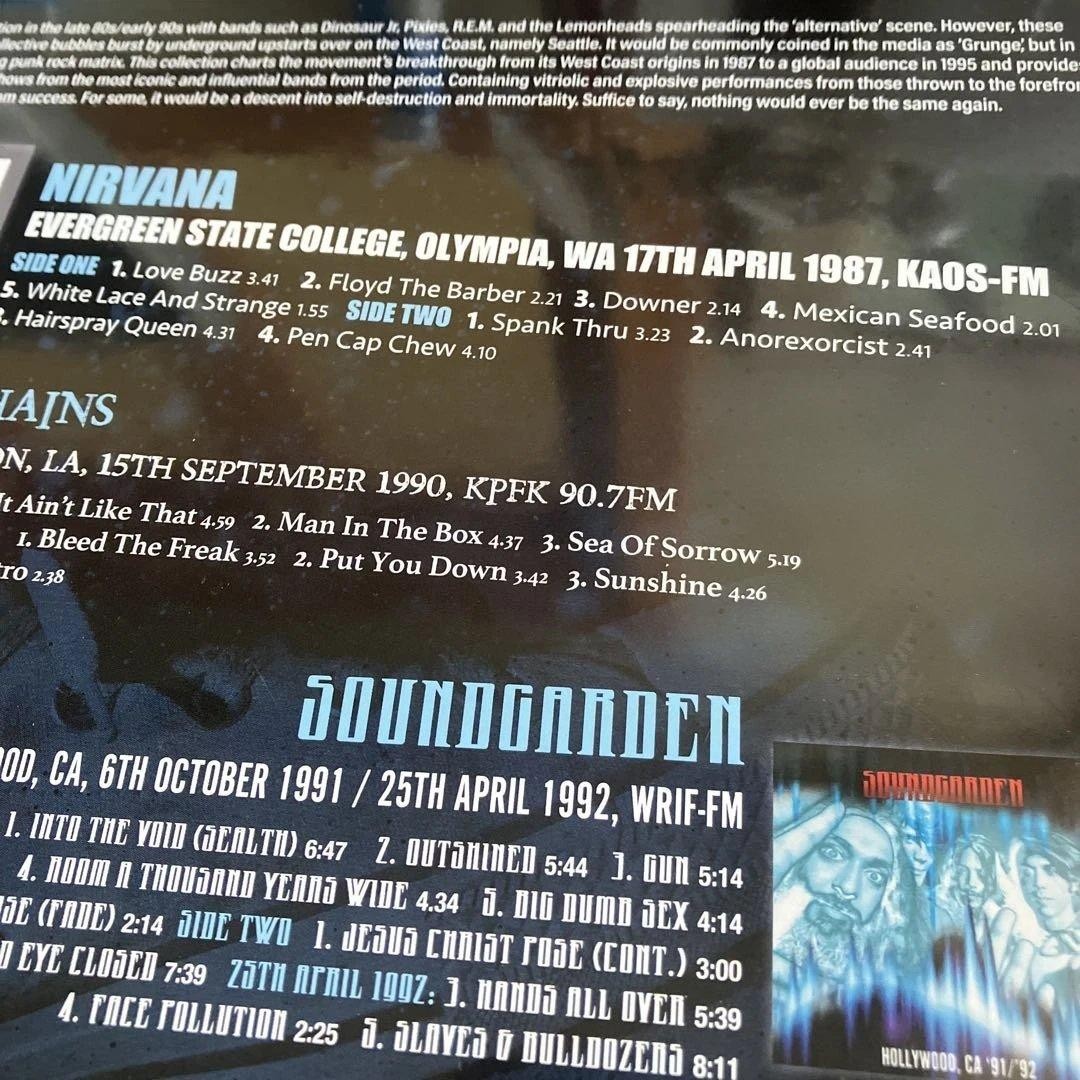 tion in the late 80s/early 90s with bands such as Dinosaur Jr, Pixies, R.E.M. and the Lemonheads spearheading the 'alternative' scene. However, these
llective bubbles burst by underground upstarts over on the West Coast, namely Seattle. It would be commonly coined in the media as 'Grunge', but in
g punk rock matrix. This collection charts the movement's breakthrough from its West Coast origins in 1987 to a global audience in 1995 and provide
hows from the most iconic and influential bands from the period. Containing vitriolic and explosive performances from those thrown to the forefron
om success. For some, it would be a descent into self-destruction and immortality. Suffice to say, nothing would ever be the same again.
NIRVANA
EVERGREEN STATE COLLEGE, OLYMPIA, WA 17TH APRIL 1987, KAOS-FM
SIDE ONE 1. Love Buzz 3.41 2. Floyd The Barber 2.21 3. Downer 2.14 4. Mexican Seafood 2.01
5. White Lace And Strange 1.55 SIDE TWO 1. Spank Thru 3.23 2. Anorexorcist 2.41
3. Hairspray Queen 4.31 4. Pen Cap Chew 4.10
HAINS
ON, LA, 15TH SEPTEMBER 1990, KPFK 90.7FM
It Ain't Like That 4.59 2. Man In The Box 4.37 3. Sea Of Sorrow 5.19
1. Bleed The Freak 3.52 2. Put You Down 3.42 3. Sunshine 4.26
TRO 2.38
SOUNDGARDEN
OOD, CA, 6TH OCTOBER 1991 / 25TH APRIL 1992, WRIF-FM
1. INTO THE VOID (SEALTH) 6:47 2. OUTSHINED 5:44 3. GUN 5:14
4. ROOM A THOUSAND YEARS WIDE 4.34 5. BIG DUMB SEX 4:14
OSE (FADE) 2:14 SIDE TWO 1. JESUS CHRIST POSE (CONT.) 3:00
D EYE CLOSED 7:39 25TH APRIL 1992: 3. HANDS ALL OVER 5:39
4. FACE POLLUTION 2:25 5. SLAVES & BULLDOZERS 8:11
SOUNDGARDEN
HOLLYWOOD, CA '91/'92